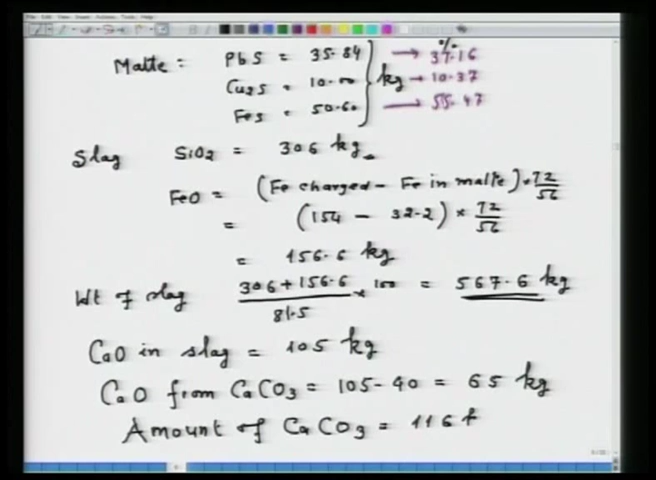 %
Matte : PbS = 35.84 → 37.16
Cu2S = 10.00 kg → 10.37
FeS = 50.60 → 55.47
Slag SiO2 = 306 kg.
FeO = (Fe charged - Fe in matte) * 72/56
= (154 - 32.2) * 72/56
= 156.6 kg
Wt of slag (306 + 156.6)/81.5 * 100 = 567.6 kg
CaO in slag = 105 kg
CaO from CaCO3 = 105 - 40 = 65 kg
Amount of CaCO3 = 116